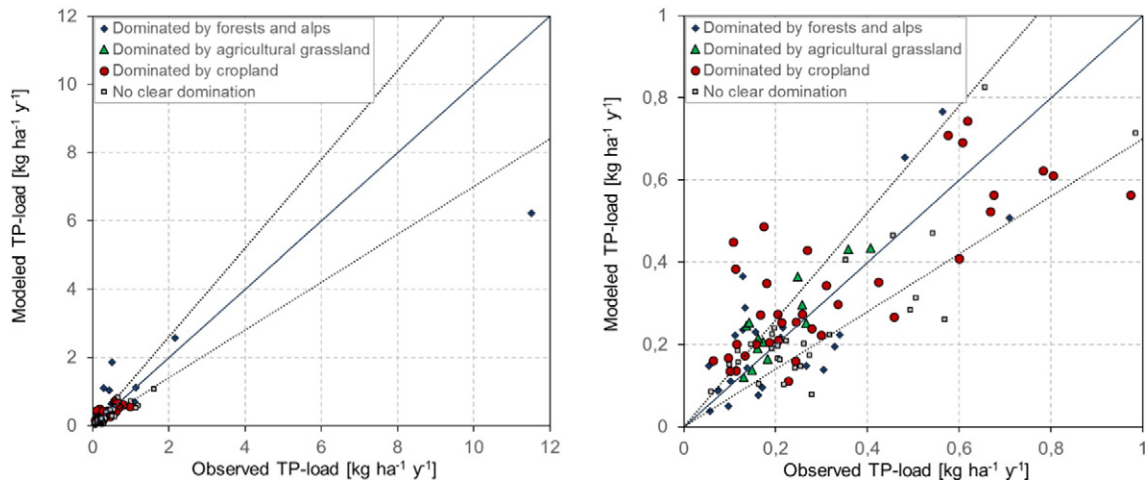 12
10
8
6
4
2
0
Modeled TP-load [kg ha-1 y-1]
Dominated by forests and alps
Dominated by agricultural grassland
Dominated by cropland
No clear domination
0 2 4 6 8 10 12
Observed TP-load [kg ha-1 y-1]
1
0,8
0,6
0,4
0,2
0
Modeled TP-load [kg ha-1 y-1]
Dominated by forests and alps
Dominated by agricultural grassland
Dominated by cropland
No clear domination
0 0,2 0,4 0,6 0,8 1
Observed TP-load [kg ha-1 y-1]